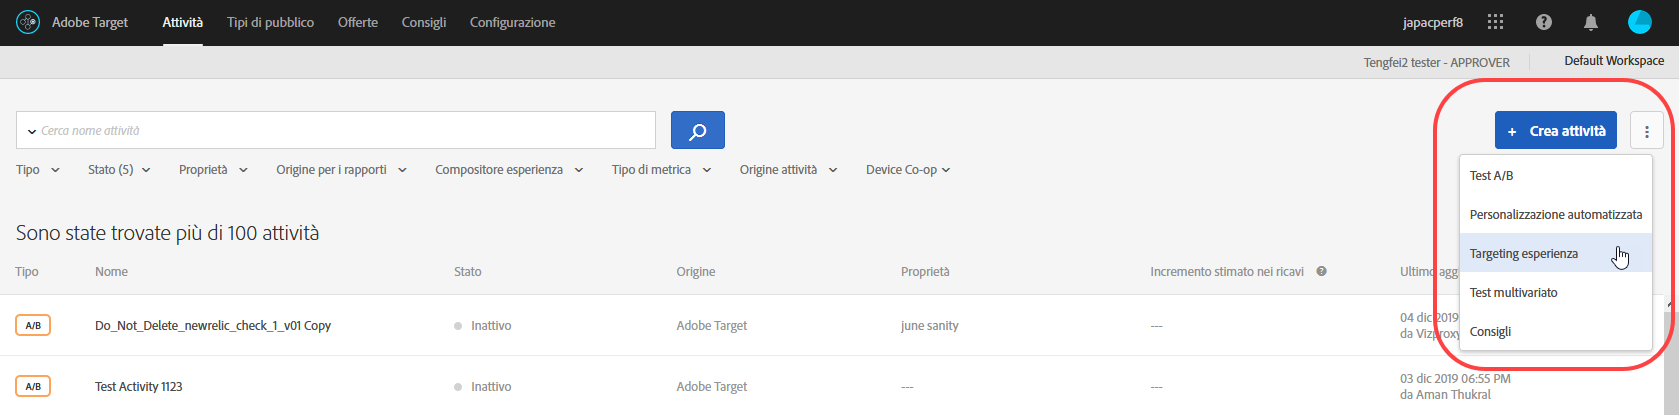 Adobe Target Attività Tipi di pubblico Offerte Consigli Configurazione japacperf8
Tengfei2 tester - APPROVER Default Workspace
Cerca nome attività
+ Crea attività
Tipo Stato (5) Proprietà Origine per i rapporti Compositore esperienza Tipo di metrica Origine attività Device Co-op
Test A/B
Personalizzazione automatizzata
Targeting esperienza
Test multivariato
Consigli
Sono state trovate più di 100 attività
Tipo Nome Stato Origine Proprietà Incremento stimato nei ricavi Ultimo agg
A/B Do_Not_Delete_newrelic_check_1_v01 Copy Inattivo Adobe Target june sanity --- 04 dic 2019
da Vizproxy
A/B Test Activity 1123 Inattivo Adobe Target --- --- 03 dic 2019 06:55 PM
da Aman Thukral